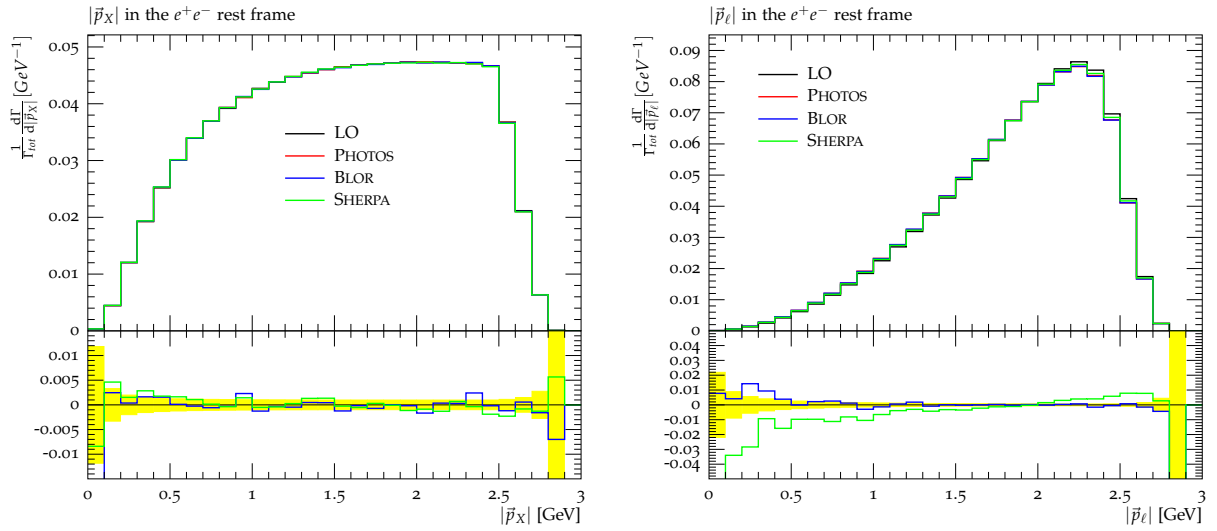 |p⃗_X| in the e⁺e⁻ rest frame
1/Γ_tot dΓ/d|p⃗_X| [GeV⁻¹]
0.05
0.04
0.03
0.02
0.01
0
LO
PHOTOS
BLOR
SHERPA
0.01
0.005
0.000
-0.005
-0.01
0 0.5 1 1.5 2 2.5 3
|p⃗_X| [GeV]
|p⃗_ℓ| in the e⁺e⁻ rest frame
1/Γ_tot dΓ/d|p⃗_ℓ| [GeV⁻¹]
0.09
0.08
0.07
0.06
0.05
0.04
0.03
0.02
0.01
0
LO
PHOTOS
BLOR
SHERPA
0.04
0.03
0.02
0.01
0.00
-0.01
-0.02
-0.03
-0.04
0 0.5 1 1.5 2 2.5 3
|p⃗_ℓ| [GeV]